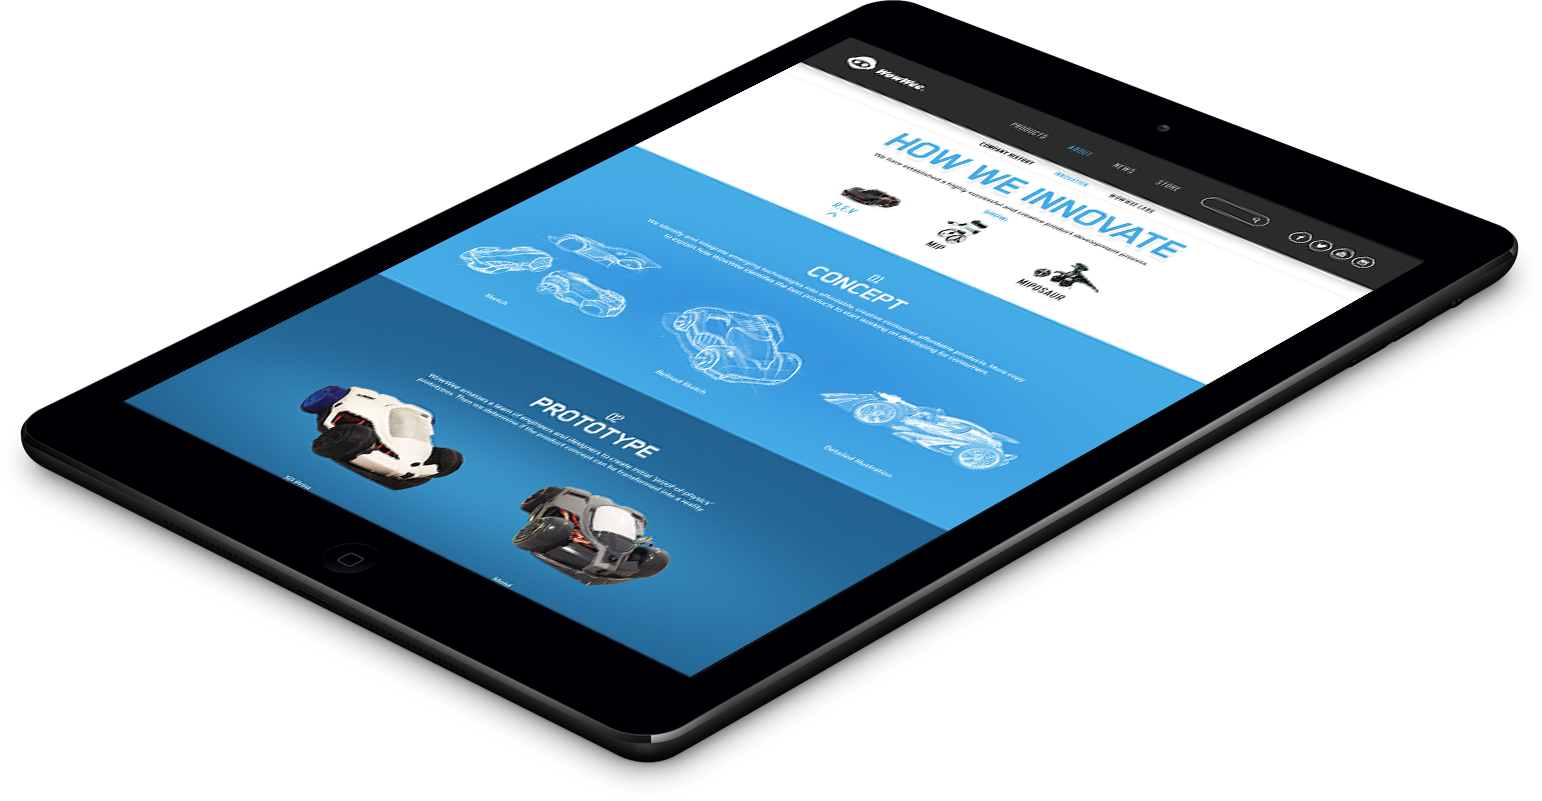 WowWee.
PRODUCTS
ABOUT
NEWS
STORE
COMPANY HISTORY
INNOVATION
WOWWEE LABS
HOW WE INNOVATE
We have established a highly successful and creative product development process.
SHOW:
R.E.V
MIP
MIPOSAUR
01.
CONCEPT
We identify and integrate emerging technologies into affordable, creative consumer affordable products. More copy
to explain how WowWee identifies the best products to start working on developing for consumers
Sketch
Refined Sketch
Detailed Illustration
02.
PROTOTYPE
WowWee amasses a team of engineers and designers to create initial "proof of physics"
prototypes. Then we determine if the product concept can be transformed into a reality.
3D Print
Mold